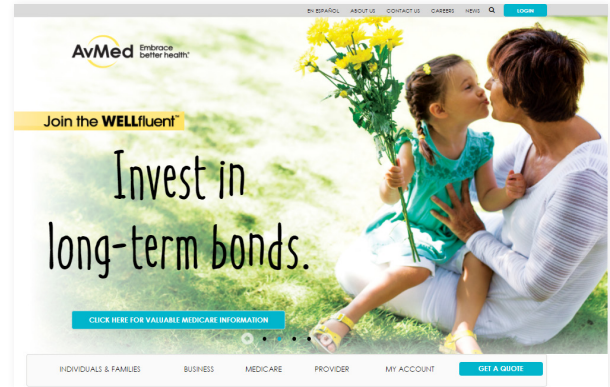 EN ESPAÑOL ABOUT US CONTACT US CAREERS NEWS LOGIN
AvMed Embrace better health.®
Join the WELLfluent™
Invest in
long-term bonds.
CLICK HERE FOR VALUABLE MEDICARE INFORMATION
INDIVIDUALS & FAMILIES BUSINESS MEDICARE PROVIDER MY ACCOUNT GET A QUOTE